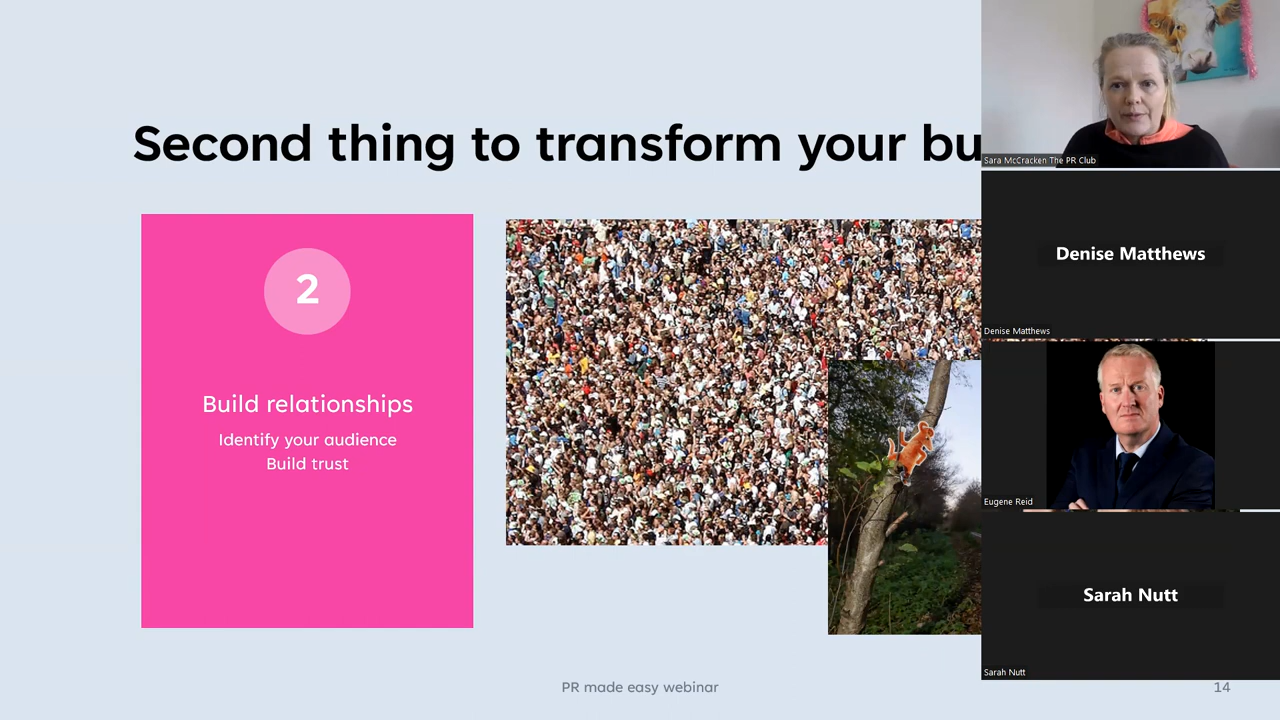 Second thing to transform your bu
2
Build relationships
Identify your audience
Build trust
PR made easy webinar
14
Sara McCracken The PR Club
Denise Matthews
Denise Matthews
Eugene Reid
Sarah Nutt
Sarah Nutt